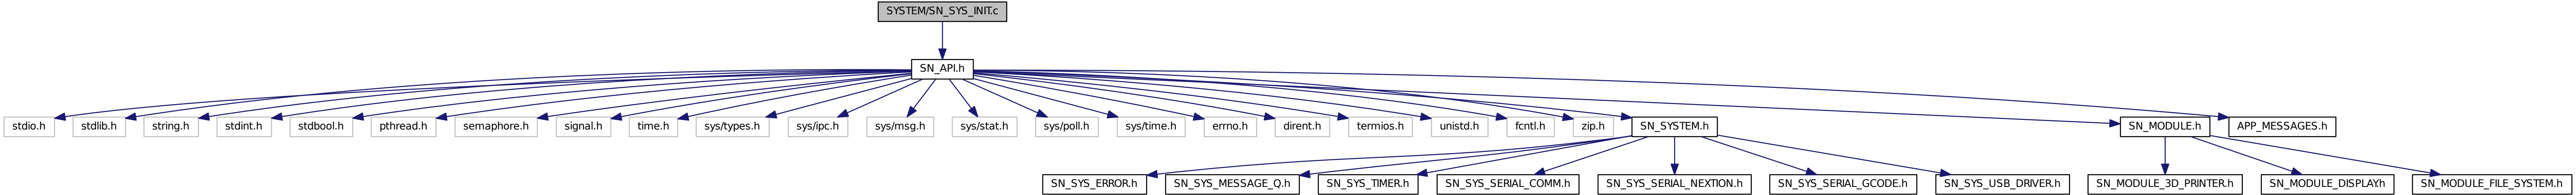 SYSTEM/SN_SYS_INIT.c
SN_API.h
stdio.h
stdlib.h
string.h
stdint.h
stdbool.h
pthread.h
semaphore.h
signal.h
time.h
sys/types.h
sys/ipc.h
sys/msg.h
sys/stat.h
sys/poll.h
sys/time.h
errno.h
dirent.h
termios.h
unistd.h
fcntl.h
zip.h
SN_SYSTEM.h
SN_MODULE.h
APP_MESSAGES.h
SN_SYS_ERROR.h
SN_SYS_MESSAGE_Q.h
SN_SYS_TIMER.h
SN_SYS_SERIAL_COMM.h
SN_SYS_SERIAL_NEXTION.h
SN_SYS_SERIAL_GCODE.h
SN_SYS_USB_DRIVER.h
SN_MODULE_3D_PRINTER.h
SN_MODULE_DISPLAY.h
SN_MODULE_FILE_SYSTEM.h